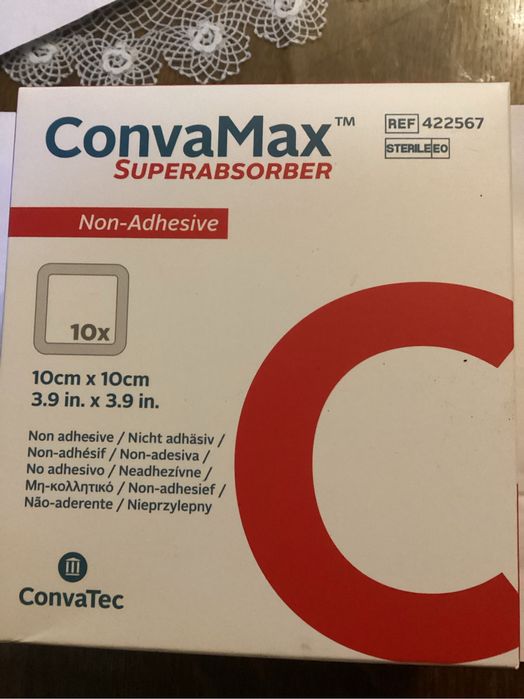 ConvaMax™
SUPERABSORBER
REF 422567
STERILE EO
Non-Adhesive
10x
10cm x 10cm
3.9 in. x 3.9 in.
Non adhesive / Nicht adhäsiv /
Non-adhésif / Non-adesiva /
No adhesivo / Neadhezívne /
Μη-κολλητικό / Non-adhesief /
Não-aderente / Nieprzylepny
ConvaTec